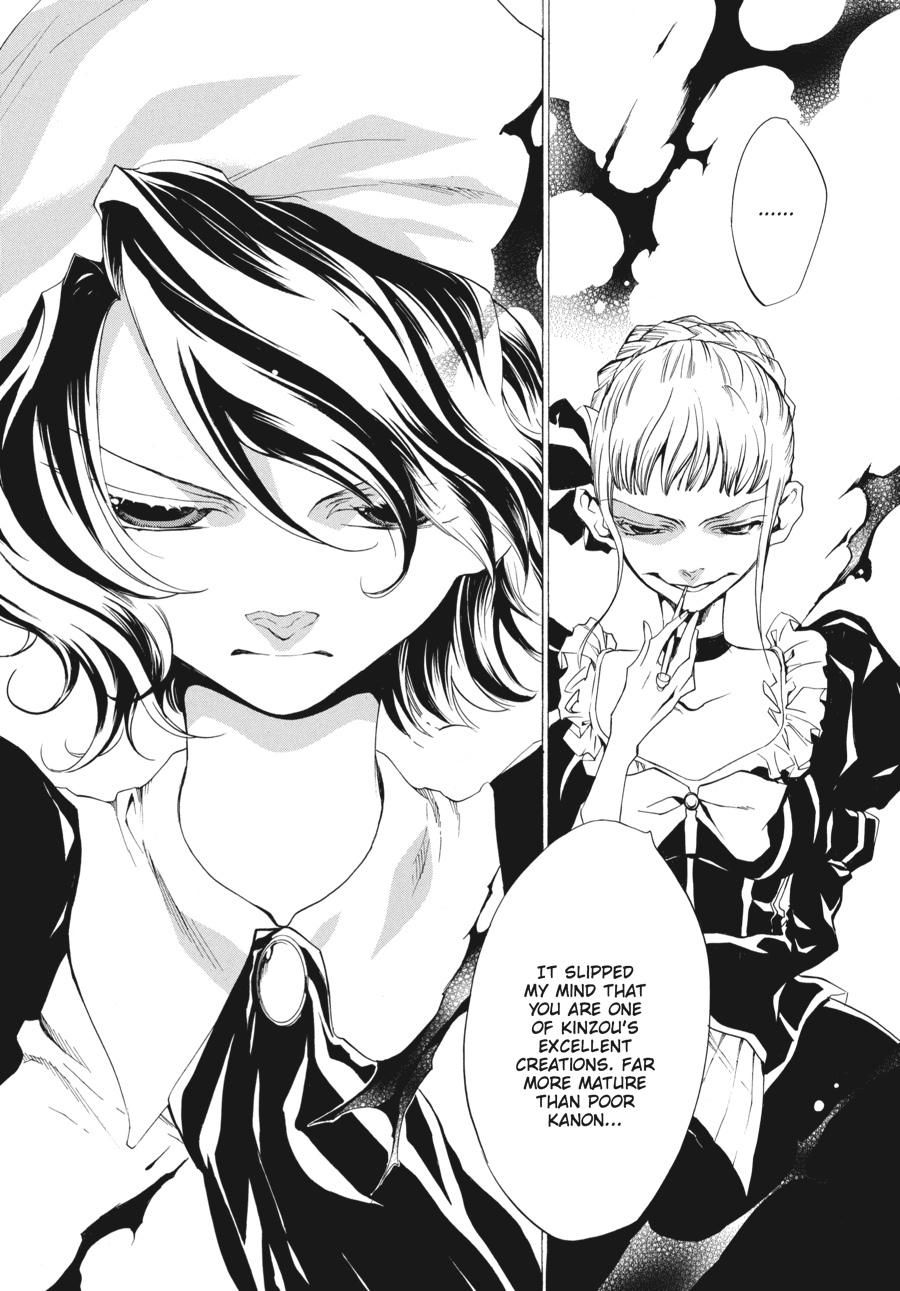 ......
IT SLIPPED
MY MIND THAT
YOU ARE ONE
OF KINZOU'S
EXCELLENT
CREATIONS. FAR
MORE MATURE
THAN POOR
KANON...